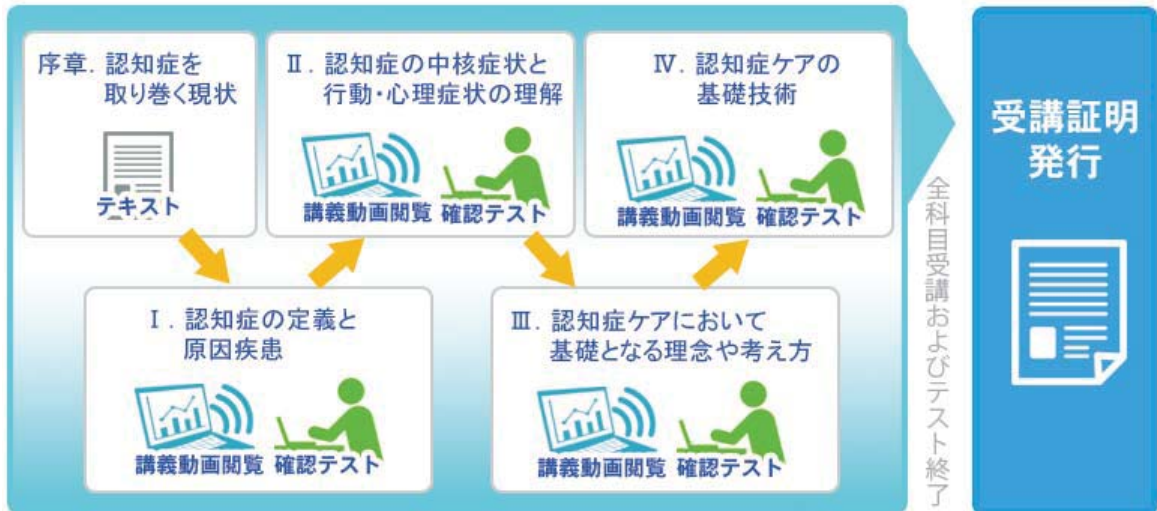 序章. 認知症を
取り巻く現状
テキスト
Ⅰ. 認知症の定義と
原因疾患
講義動画閲覧 確認テスト
Ⅱ. 認知症の中核症状と
行動・心理症状の理解
講義動画閲覧 確認テスト
Ⅲ. 認知症ケアにおいて
基礎となる理念や考え方
講義動画閲覧 確認テスト
Ⅳ. 認知症ケアの
基礎技術
講義動画閲覧 確認テスト
全科目受講およびテスト終了
受講証明
発行